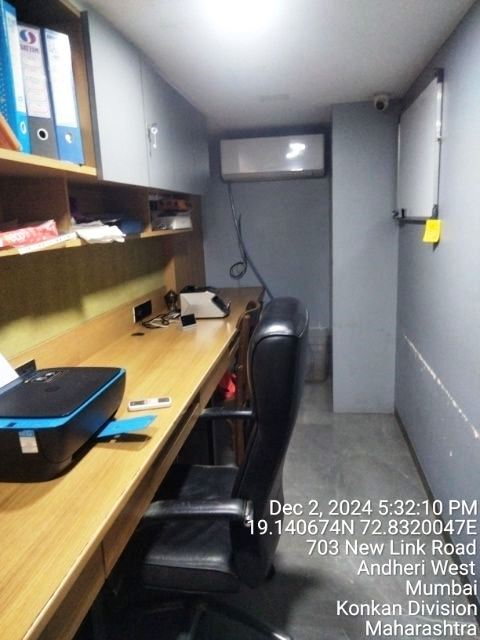 Dec 2, 2024 5:32:10 PM
19.140674N 72.8320047E
703 New Link Road
Andheri West
Mumbai
Konkan Division
Maharashtra